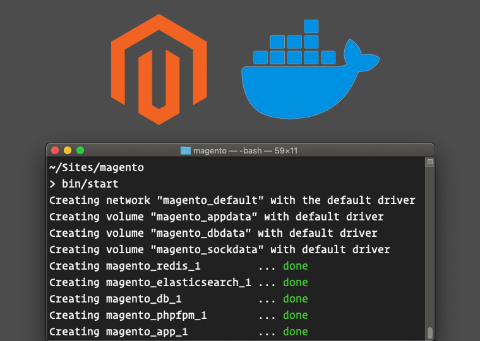 magento — -bash — 59×11
~/Sites/magento
> bin/start
Creating network "magento_default" with the default driver
Creating volume "magento_appdata" with default driver
Creating volume "magento_dbdata" with default driver
Creating volume "magento_sockdata" with default driver
Creating magento_redis_1 ... done
Creating magento_elasticsearch_1 ... done
Creating magento_db_1 ... done
Creating magento_phpfpm_1 ... done
Creating magento_app_1 ... done